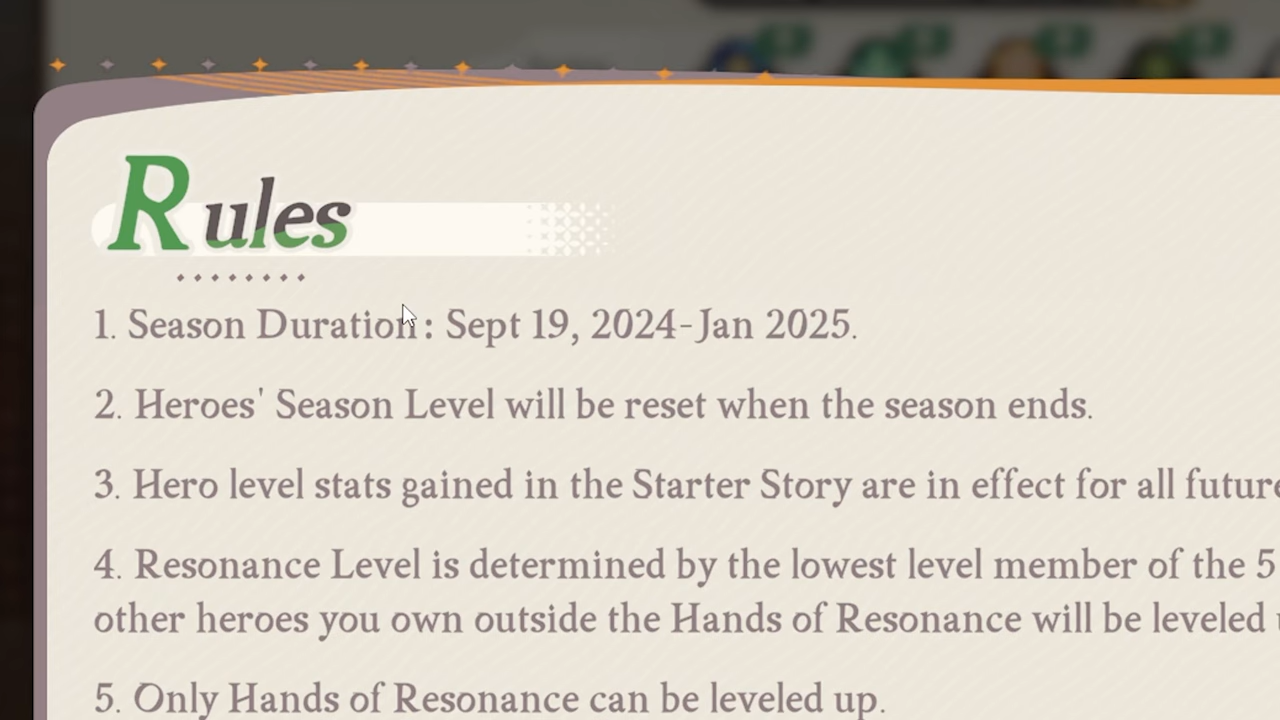 Rules
1. Season Duration: Sept 19, 2024-Jan 2025.
2. Heroes' Season Level will be reset when the season ends.
3. Hero level stats gained in the Starter Story are in effect for all future
4. Resonance Level is determined by the lowest level member of the 5
other heroes you own outside the Hands of Resonance will be leveled
5. Only Hands of Resonance can be leveled up.